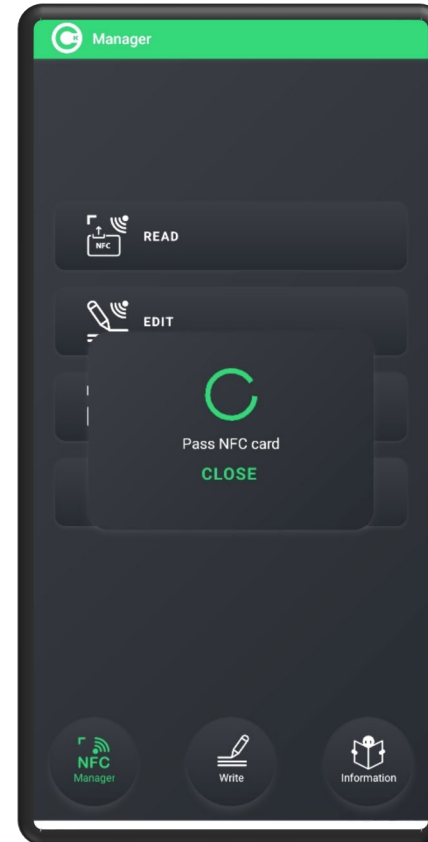 Manager
NFC
READ
EDIT
Pass NFC card
CLOSE
NFC
Manager
Write
Information